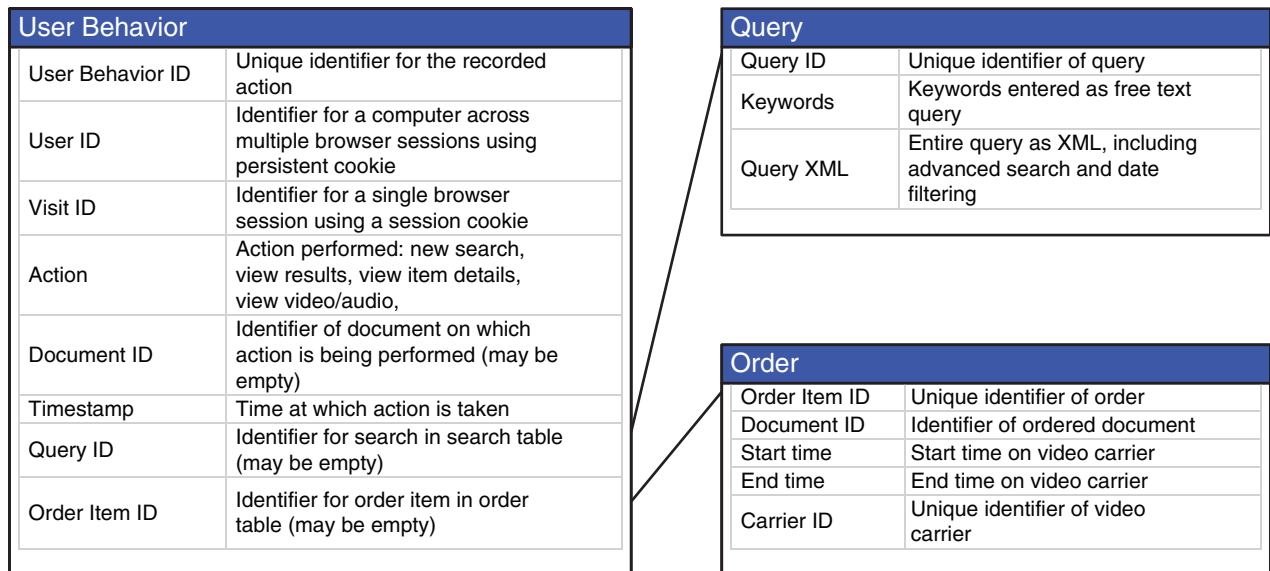 User Behavior
User Behavior ID
Unique identifier for the recorded
action
User ID
Identifier for a computer across
multiple browser sessions using
persistent cookie
Visit ID
Identifier for a single browser
session using a session cookie
Action
Action performed: new search,
view results, view item details,
view video/audio,
Document ID
Identifier of document on which
action is being performed (may be
empty)
Timestamp
Time at which action is taken
Query ID
Identifier for search in search table
(may be empty)
Order Item ID
Identifier for order item in order
table (may be empty)
Query
Query ID
Unique identifier of query
Keywords
Keywords entered as free text
query
Query XML
Entire query as XML, including
advanced search and date
filtering
Order
Order Item ID
Unique identifier of order
Document ID
Identifier of ordered document
Start time
Start time on video carrier
End time
End time on video carrier
Carrier ID
Unique identifier of video
carrier